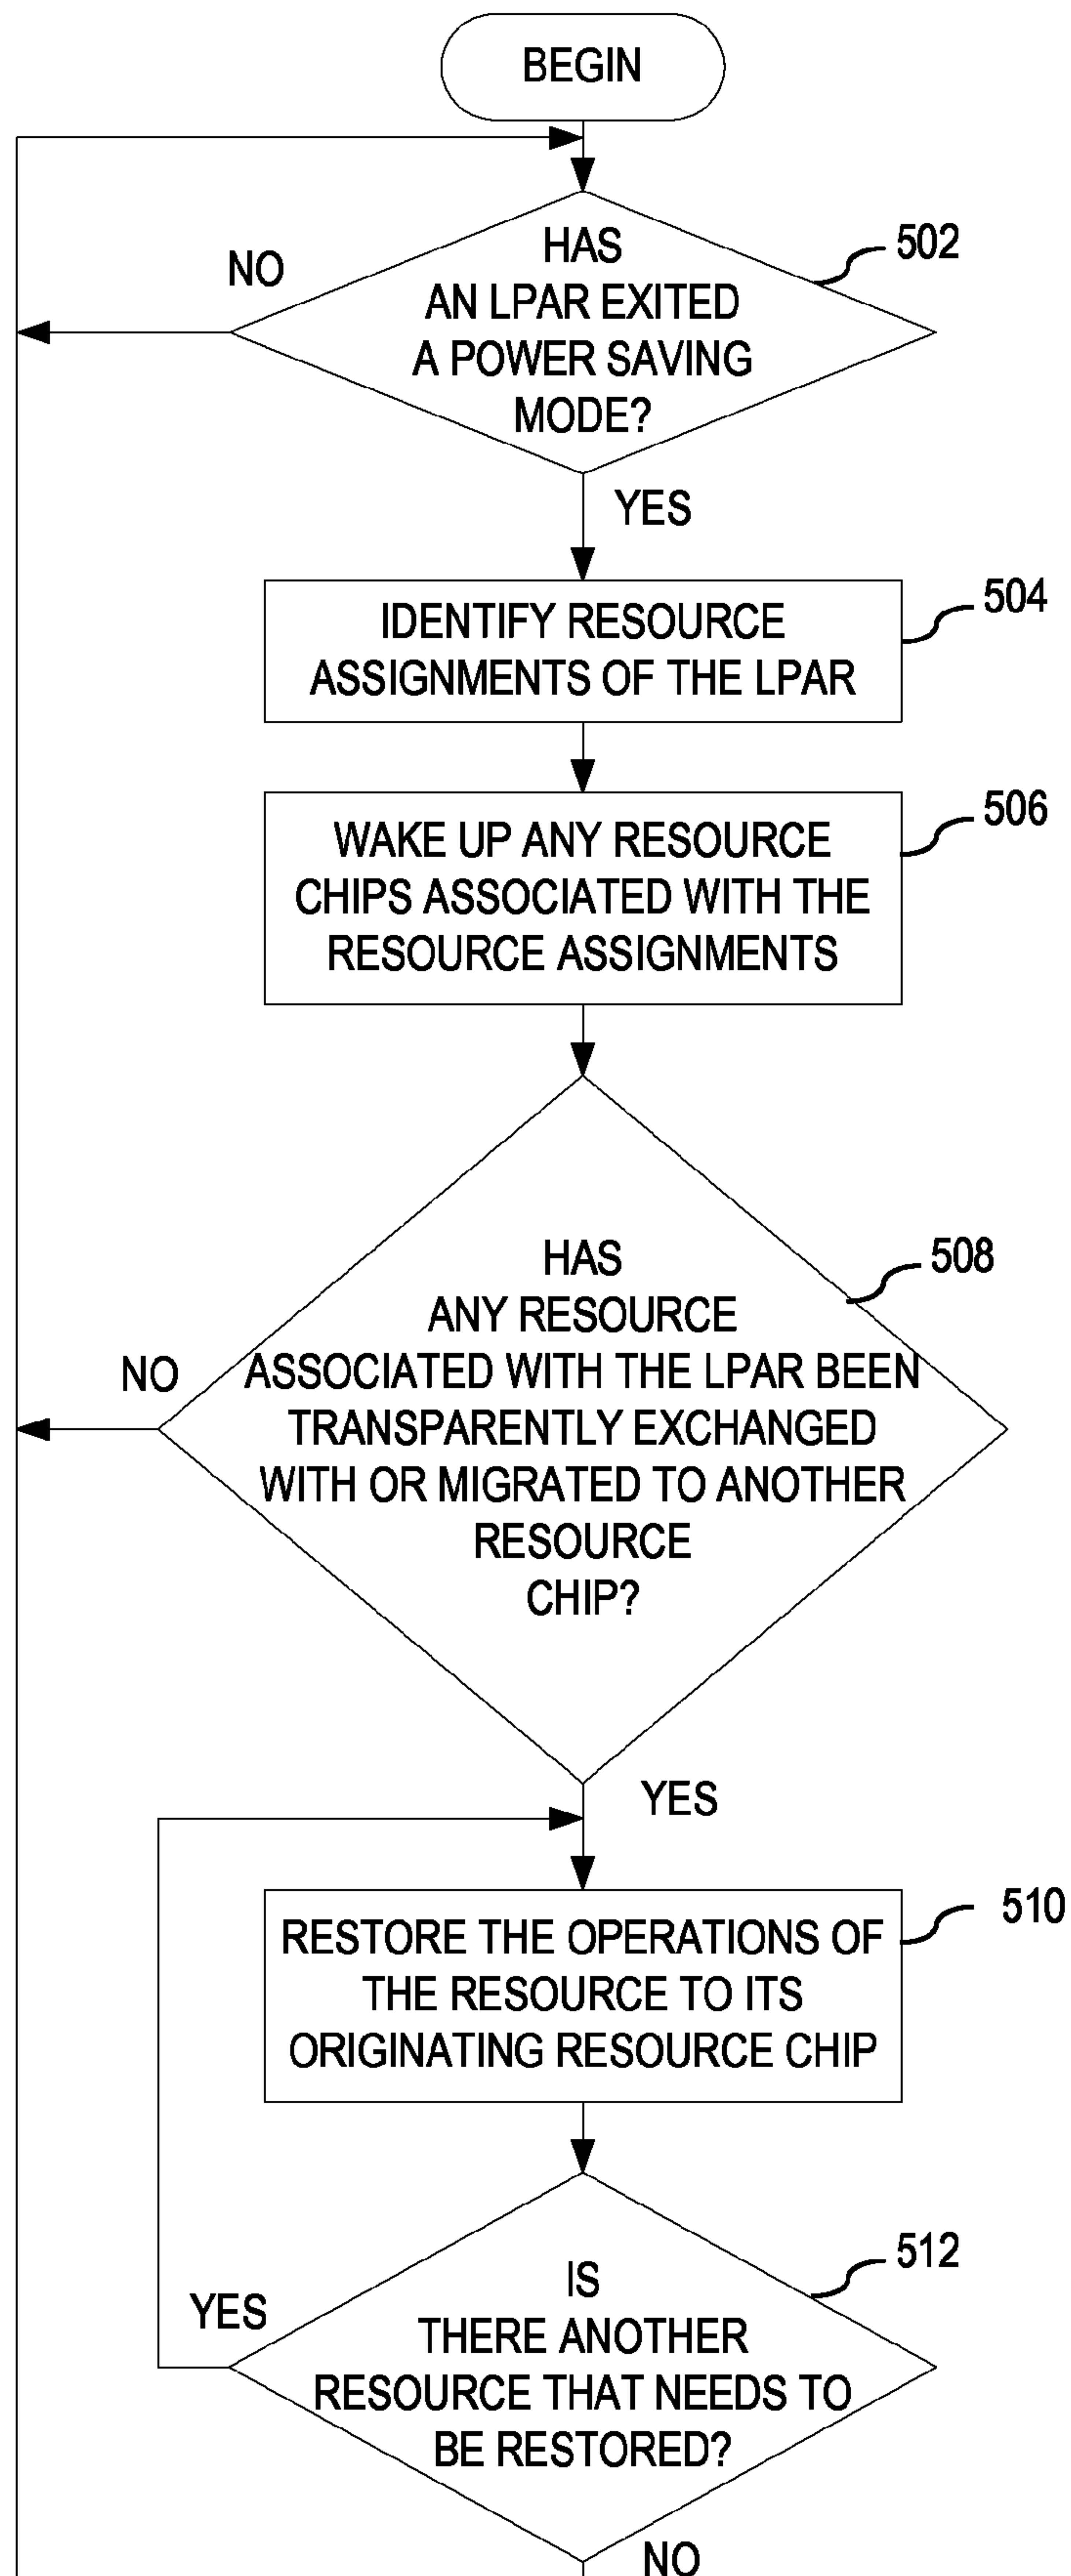 BEGIN
HAS
AN LPAR EXITED
A POWER SAVING
MODE?
502
NO
YES
IDENTIFY RESOURCE
ASSIGNMENTS OF THE LPAR
504
WAKE UP ANY RESOURCE
CHIPS ASSOCIATED WITH THE
RESOURCE ASSIGNMENTS
506
HAS
ANY RESOURCE
ASSOCIATED WITH THE LPAR BEEN
TRANSPARENTLY EXCHANGED
WITH OR MIGRATED TO ANOTHER
RESOURCE
CHIP?
508
NO
YES
RESTORE THE OPERATIONS OF
THE RESOURCE TO ITS
ORIGINATING RESOURCE CHIP
510
IS
THERE ANOTHER
RESOURCE THAT NEEDS TO
BE RESTORED?
512
YES
NO